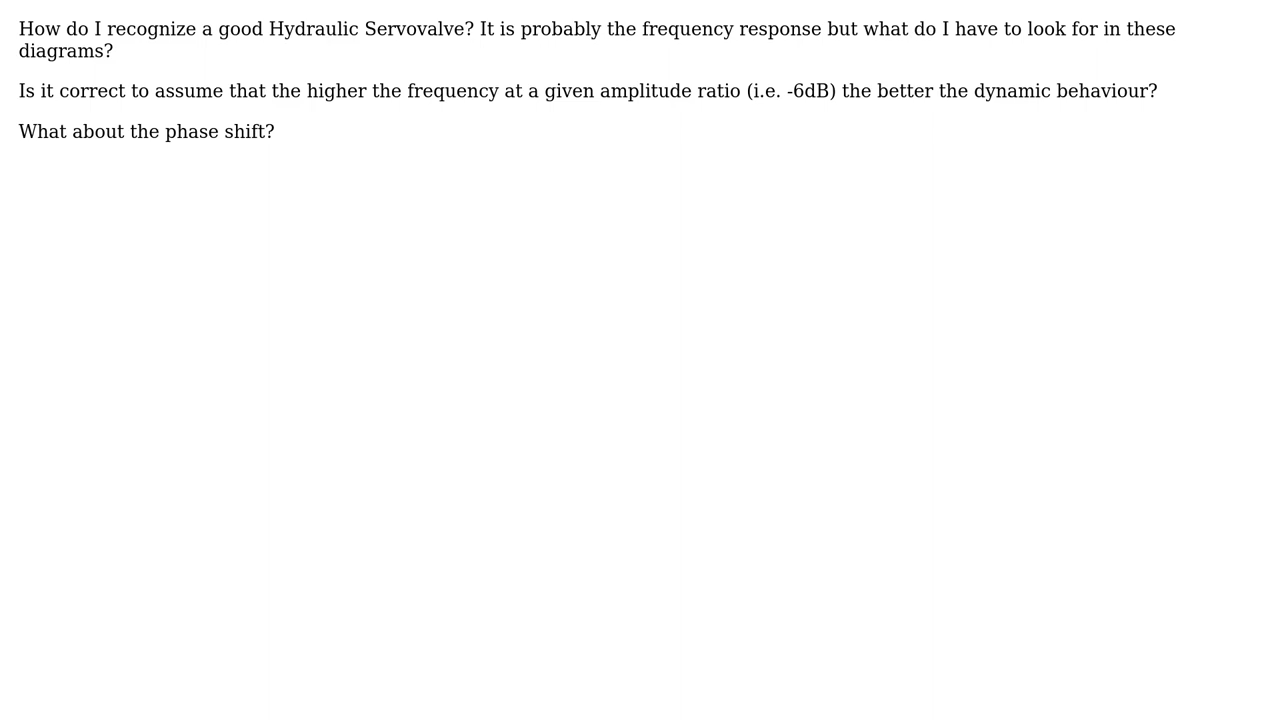 How do I recognize a good Hydraulic Servovalve? It is probably the frequency response but what do I have to look for in these
diagrams?
Is it correct to assume that the higher the frequency at a given amplitude ratio (i.e. -6dB) the better the dynamic behaviour?
What about the phase shift?